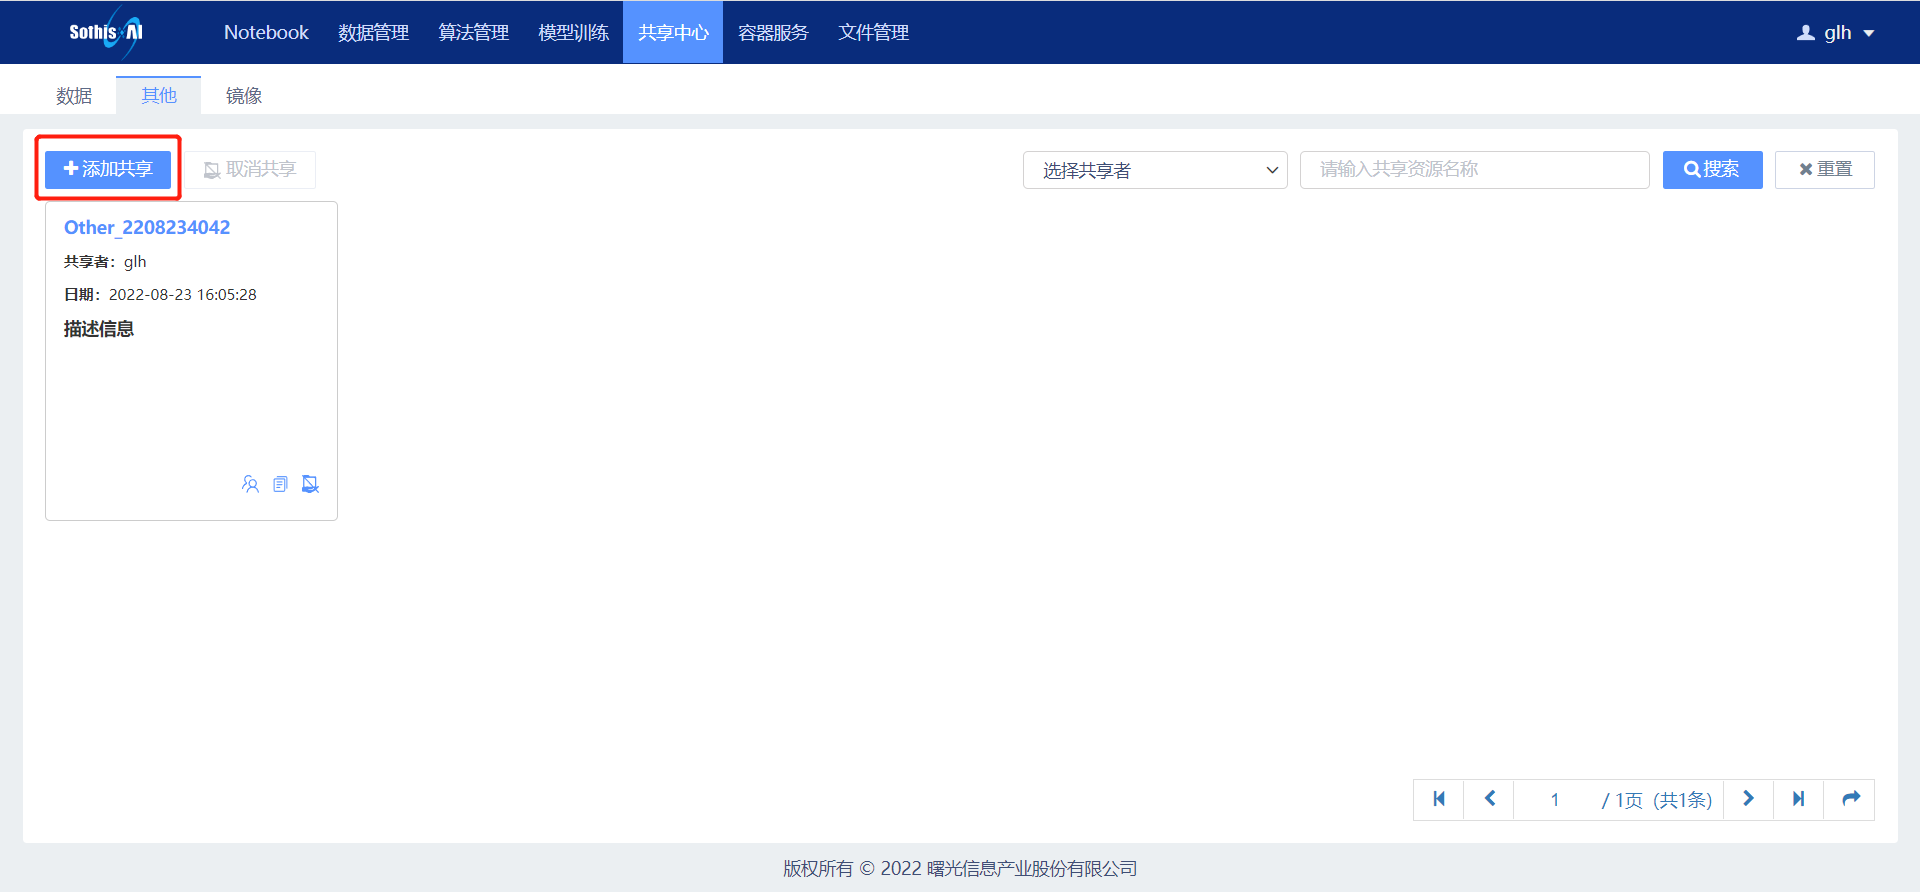 SothisAI Notebook 数据管理 算法管理 模型训练 共享中心 容器服务 文件管理 glh
数据 其他 镜像
添加共享 取消共享 选择共享者 请输入共享资源名称 搜索 重置
Other_2208234042
共享者：glh
日期：2022-08-23 16:05:28
描述信息
1 / 1页 (共1条)
版权所有 © 2022 曙光信息产业股份有限公司